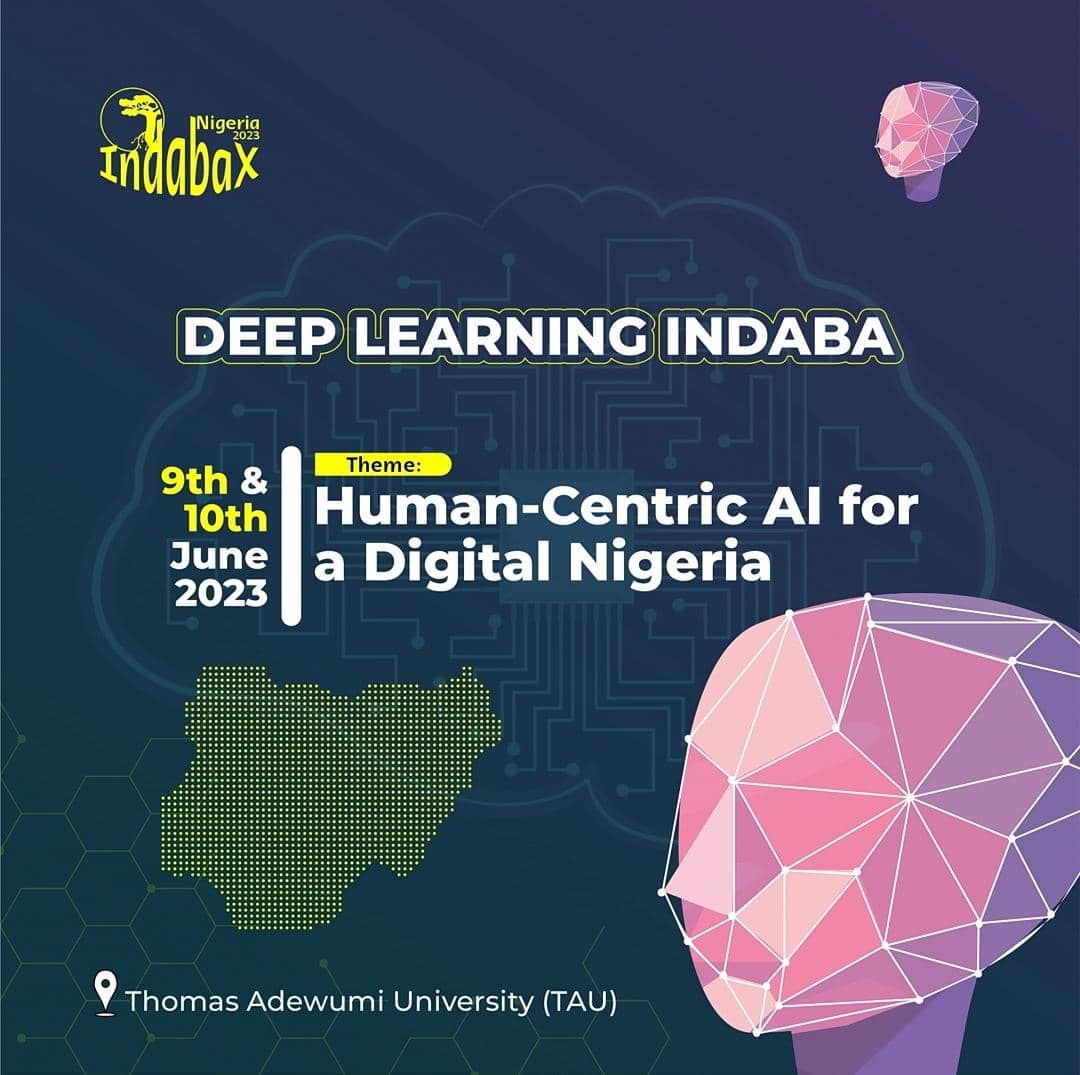 Nigeria
2023
IndabaX
DEEP LEARNING INDABA
9th &
10th
June
2023
Theme:
Human-Centric AI for
a Digital Nigeria
Thomas Adewumi University (TAU)